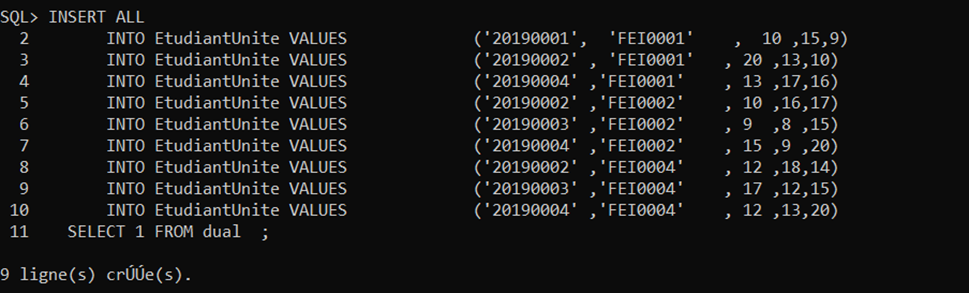 SQL> INSERT ALL
  2        INTO EtudiantUnite VALUES             ('20190001',  'FEI0001'    ,  10 ,15,9)
  3        INTO EtudiantUnite VALUES             ('20190002' , 'FEI0001'   , 20 ,13,10)
  4        INTO EtudiantUnite VALUES             ('20190004' ,'FEI0001'    , 13 ,17,16)
  5        INTO EtudiantUnite VALUES             ('20190002' ,'FEI0002'    , 10 ,16,17)
  6        INTO EtudiantUnite VALUES             ('20190003' ,'FEI0002'    , 9  ,8 ,15)
  7        INTO EtudiantUnite VALUES             ('20190004' ,'FEI0002'    , 15 ,9 ,20)
  8        INTO EtudiantUnite VALUES             ('20190002' ,'FEI0004'    , 12 ,18,14)
  9        INTO EtudiantUnite VALUES             ('20190003' ,'FEI0004'    , 17 ,12,15)
 10        INTO EtudiantUnite VALUES             ('20190004' ,'FEI0004'    , 12 ,13,20)
 11    SELECT 1 FROM dual  ;
9 ligne(s) crÚÚe(s).